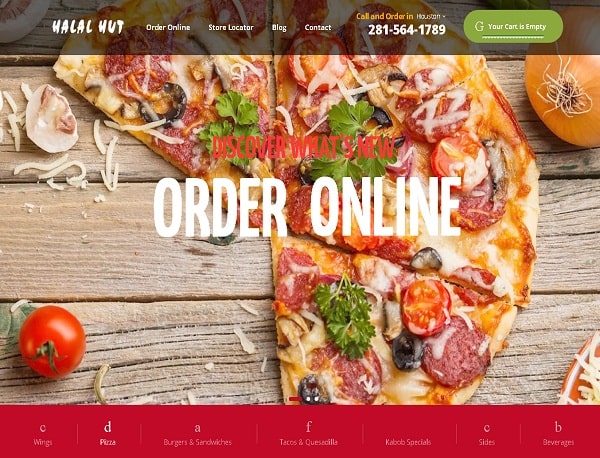 HALAL HUT
Order Online
Store Locator
Blog
Contact
Call and Order in Houston
281-564-1789
G Your Cart is Empty
DISCOVER WHAT'S NEW
ORDER ONLINE
c d a f c b
Wings Pizza Burgers & Sandwiches Tacos & Quesadilla Kabob Specials Sides Beverages